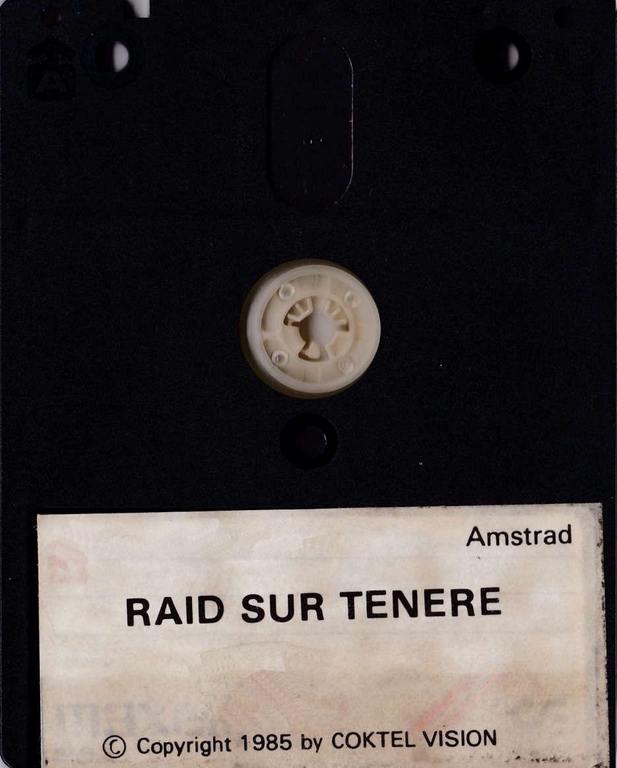 A
Amstrad
RAID SUR TENERE
© Copyright 1985 by COKTEL VISION